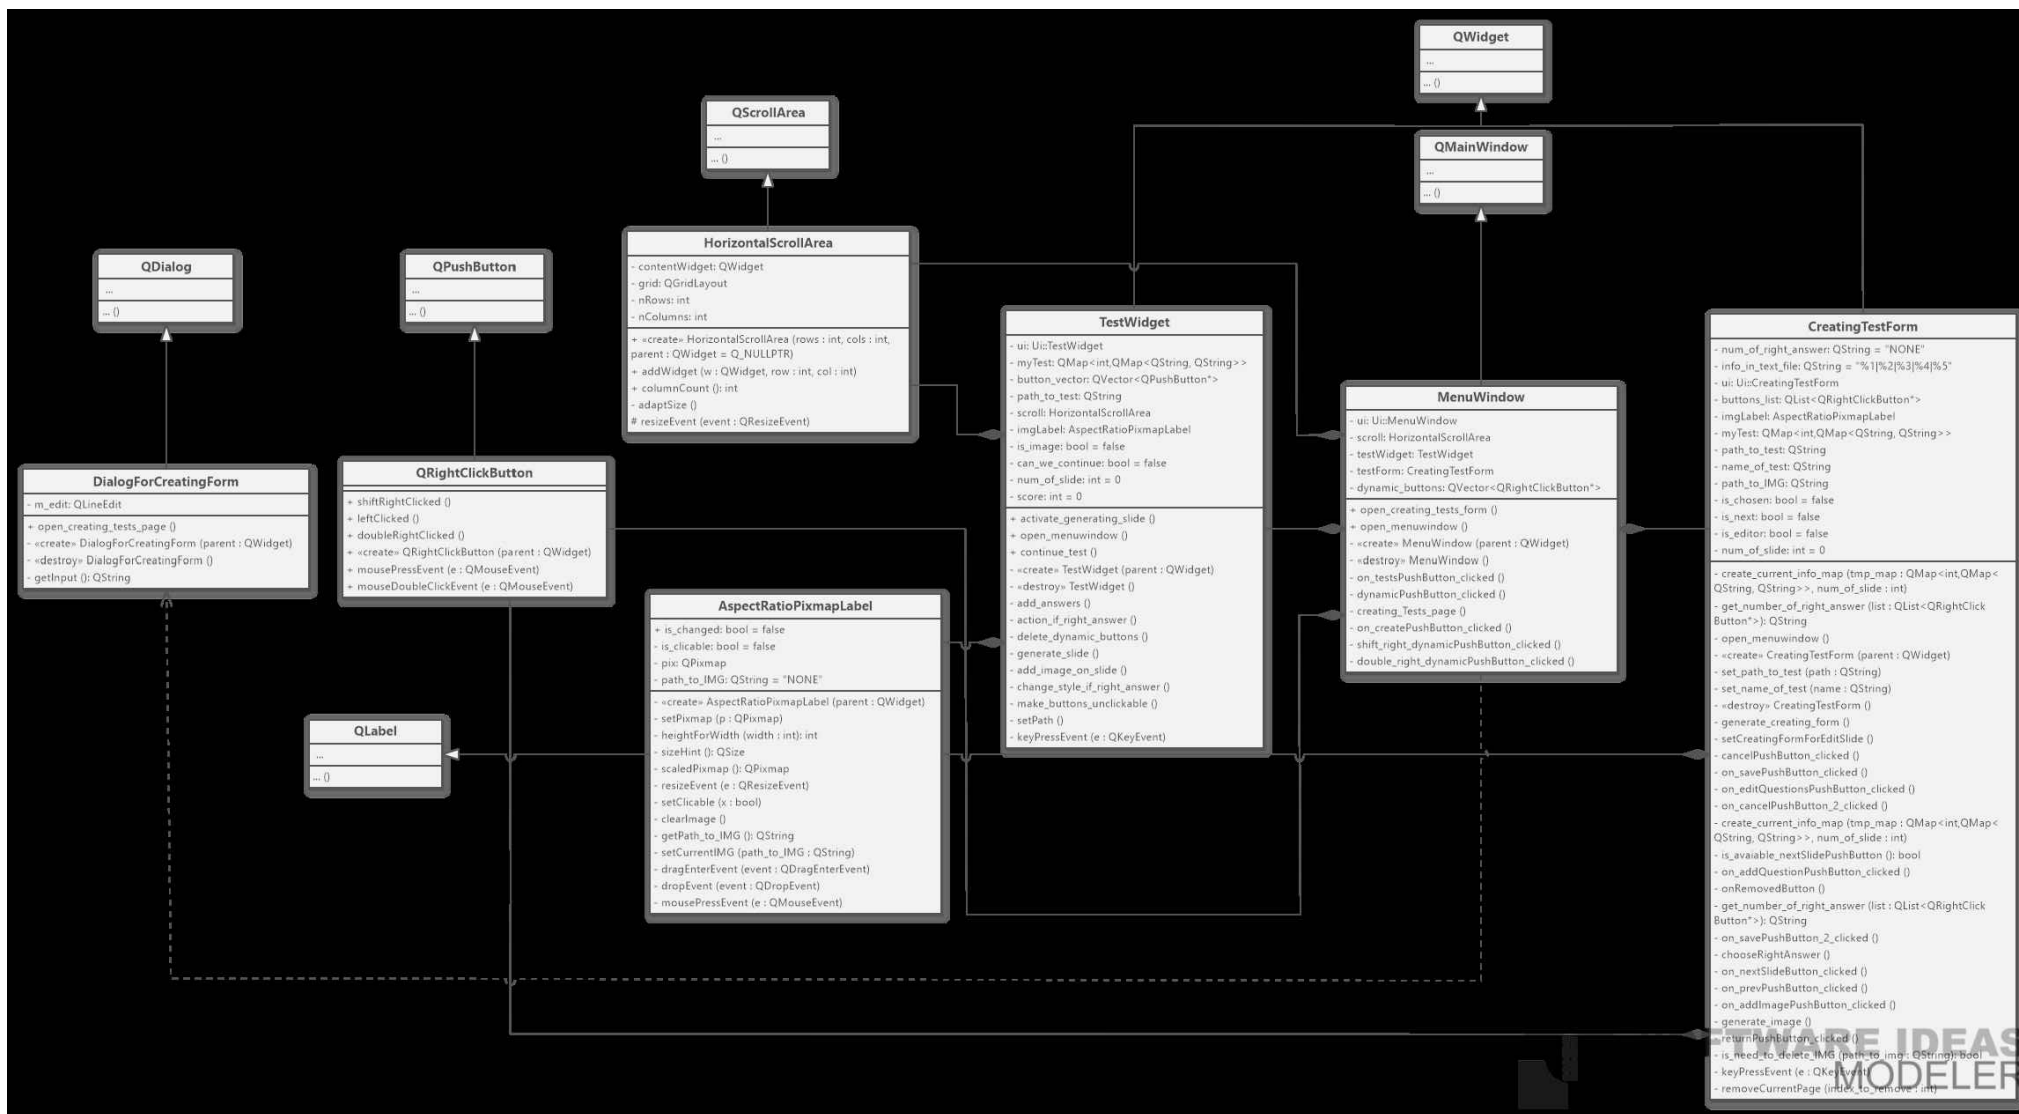 QWidget
...
... ()
QScrollArea
...
... ()
QMainWindow
...
... ()
QDialog
...
... ()
QPushButton
...
... ()
HorizontalScrollArea
- contentWidget: QWidget
- grid: QGridLayout
- nRows: int
- nColumns: int
+ «create» HorizontalScrollArea (rows : int, cols : int,
parent : QWidget = Q_NULLPTR)
+ addWidget (w : QWidget, row : int, col : int)
+ columnCount (): int
- adaptSize ()
# resizeEvent (event : QResizeEvent)
TestWidget
- ui: Ui::TestWidget
- myTest: QMap<int,QMap<QString, QString>>
- button_vector: QVector<QPushButton*>
- path_to_test: QString
- scroll: HorizontalScrollArea
- imgLabel: AspectRatioPixmapLabel
- is_image: bool = false
- can_we_continue: bool = false
- num_of_slide: int = 0
- score: int = 0
+ activate_generating_slide ()
+ open_menuwindow ()
+ continue_test ()
- «create» TestWidget (parent : QWidget)
- «destroy» TestWidget ()
- add_answers ()
- action_if_right_answer ()
- delete_dynamic_buttons ()
- generate_slide ()
- add_image_on_slide ()
- change_style_if_right_answer ()
- make_buttons_unclickable ()
- setPath ()
- keyPressEvent (e : QKeyEvent)
MenuWindow
- ui: Ui::MenuWindow
- scroll: HorizontalScrollArea
- testWidget: TestWidget
- testForm: CreatingTestForm
- dynamic_buttons: QVector<QRightClickButton*>
+ open_creating_tests_form ()
+ open_menuwindow ()
- «create» MenuWindow (parent : QWidget)
- «destroy» MenuWindow ()
- on_testsPushButton_clicked ()
- dynamicPushButton_clicked ()
- creating_Tests_page ()
- on_createPushButton_clicked ()
- shift_right_dynamicPushButton_clicked ()
- double_right_dynamicPushButton_clicked ()
CreatingTestForm
- num_of_right_answer: QString = "NONE"
- info_in_text_file: QString = "%1|%2|%3|%4|%5"
- ui: Ui::CreatingTestForm
- buttons_list: QList<QRightClickButton*>
- imgLabel: AspectRatioPixmapLabel
- myTest: QMap<int,QMap<QString, QString>>
- path_to_test: QString
- name_of_test: QString
- path_to_IMG: QString
- is_chosen: bool = false
- is_next: bool = false
- is_editor: bool = false
- num_of_slide: int = 0
- create_current_info_map (tmp_map : QMap<int,QMap<
QString, QString>>, num_of_slide : int)
- get_number_of_right_answer (list : QList<QRightClick
Button*>): QString
- open_menuwindow ()
- «create» CreatingTestForm (parent : QWidget)
- set_path_to_test (path : QString)
- set_name_of_test (name : QString)
- «destroy» CreatingTestForm ()
- generate_creating_form ()
- setCreatingFormForEditSlide ()
- cancelPushButton_clicked ()
- on_savePushButton_clicked ()
- on_editQuestionsPushButton_clicked ()
- on_cancelPushButton_2_clicked ()
- create_current_info_map (tmp_map : QMap<int,QMap<
QString, QString>>, num_of_slide : int)
- is_avaiable_nextSlidePushButton (): bool
- on_addQuestionPushButton_clicked ()
- onRemovedButton ()
- get_number_of_right_answer (list : QList<QRightClick
Button*>): QString
- on_savePushButton_2_clicked ()
- chooseRightAnswer ()
- on_nextSlideButton_clicked ()
- on_prevPushButton_clicked ()
- on_addImagePushButton_clicked ()
- generate_image ()
- returnPushButton_clicked ()
- is_need_to_delete_IMG (path_to_img : QString): bool
- keyPressEvent (e : QKeyEvent)
- removeCurrentPage (index_to_remove : int)
DialogForCreatingForm
- m_edit: QLineEdit
+ open_creating_tests_page ()
- «create» DialogForCreatingForm (parent : QWidget)
- «destroy» DialogForCreatingForm ()
- getInput (): QString
QRightClickButton
+ shiftRightClicked ()
+ leftClicked ()
+ doubleRightClicked ()
+ «create» QRightClickButton (parent : QWidget)
+ mousePressEvent (e : QMouseEvent)
+ mouseDoubleClickEvent (e : QMouseEvent)
AspectRatioPixmapLabel
+ is_changed: bool = false
- is_clicable: bool = false
- pix: QPixmap
- path_to_IMG: QString = "NONE"
- «create» AspectRatioPixmapLabel (parent : QWidget)
- setPixmap (p : QPixmap)
- heightForWidth (width : int): int
- sizeHint (): QSize
- scaledPixmap (): QPixmap
- resizeEvent (e : QResizeEvent)
- setClicable (x : bool)
- clearImage ()
- getPath_to_IMG (): QString
- setCurrentIMG (path_to_IMG : QString)
- dragEnterEvent (event : QDragEnterEvent)
- dropEvent (event : QDropEvent)
- mousePressEvent (e : QMouseEvent)
QLabel
...
... ()
FTWARE IDEAS
MODELER